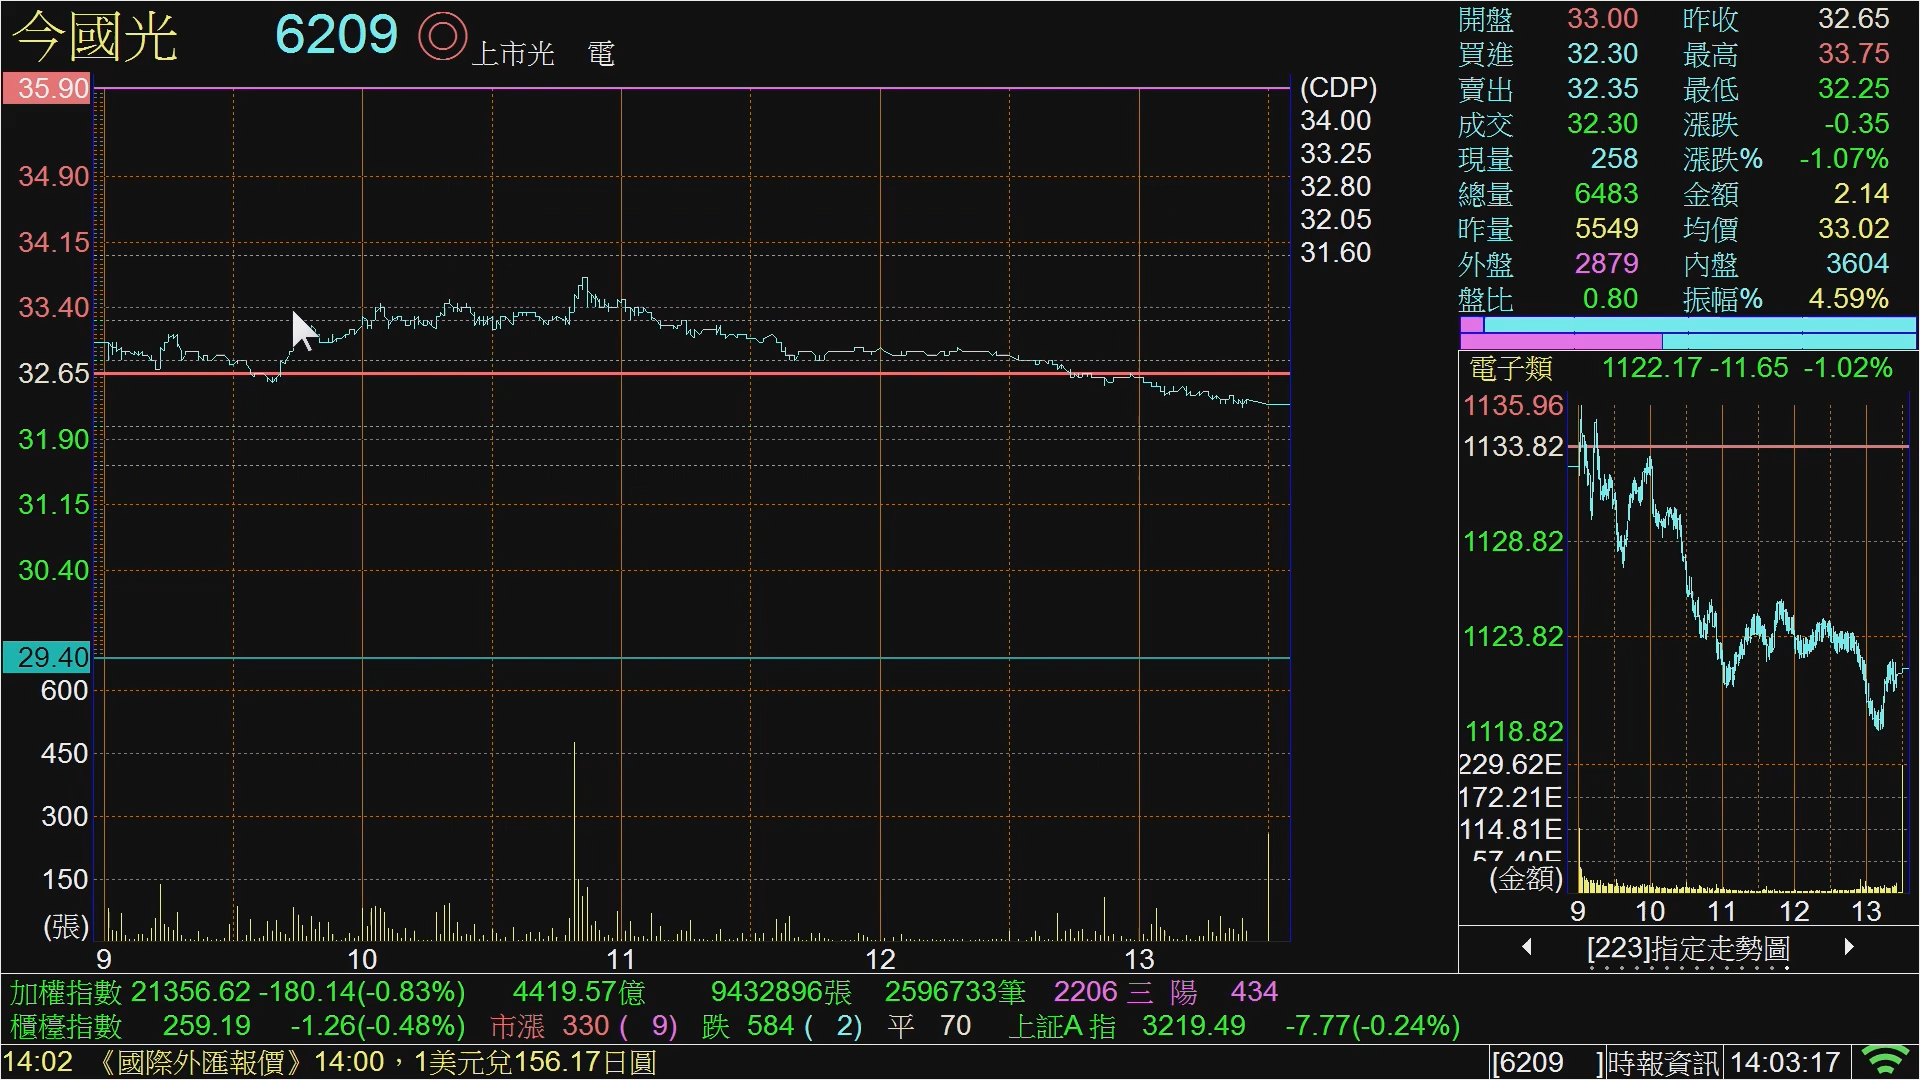 今國光 6209 上市光 電
35.90
34.90
34.15
33.40
32.65
31.90
31.15
30.40
29.40
600
450
300
150
(張)
9 10 11 12 13
(CDP)
34.00
33.25
32.80
32.05
31.60
開盤 33.00 昨收 32.65
買進 32.30 最高 33.75
賣出 32.35 最低 32.25
成交 32.30 漲跌 -0.35
現量 258 漲跌% -1.07%
總量 6483 金額 2.14
昨量 5549 均價 33.02
外盤 2879 內盤 3604
盤比 0.80 振幅% 4.59%
電子類 1122.17 -11.65 -1.02%
1135.96
1133.82
1128.82
1123.82
1118.82
229.62E
172.21E
114.81E
57.40E
(金額)
9 10 11 12 13
[223]指定走勢圖
加權指數 21356.62 -180.14(-0.83%) 4419.57億 9432896張 2596733筆 2206 三 陽 434
櫃檯指數 259.19 -1.26(-0.48%) 市漲 330 ( 9) 跌 584 ( 2) 平 70 上証A 指 3219.49 -7.77(-0.24%)
14:02 《國際外匯報價》14:00，1美元兌156.17日圓 [6209 ]時報資訊 14:03:17